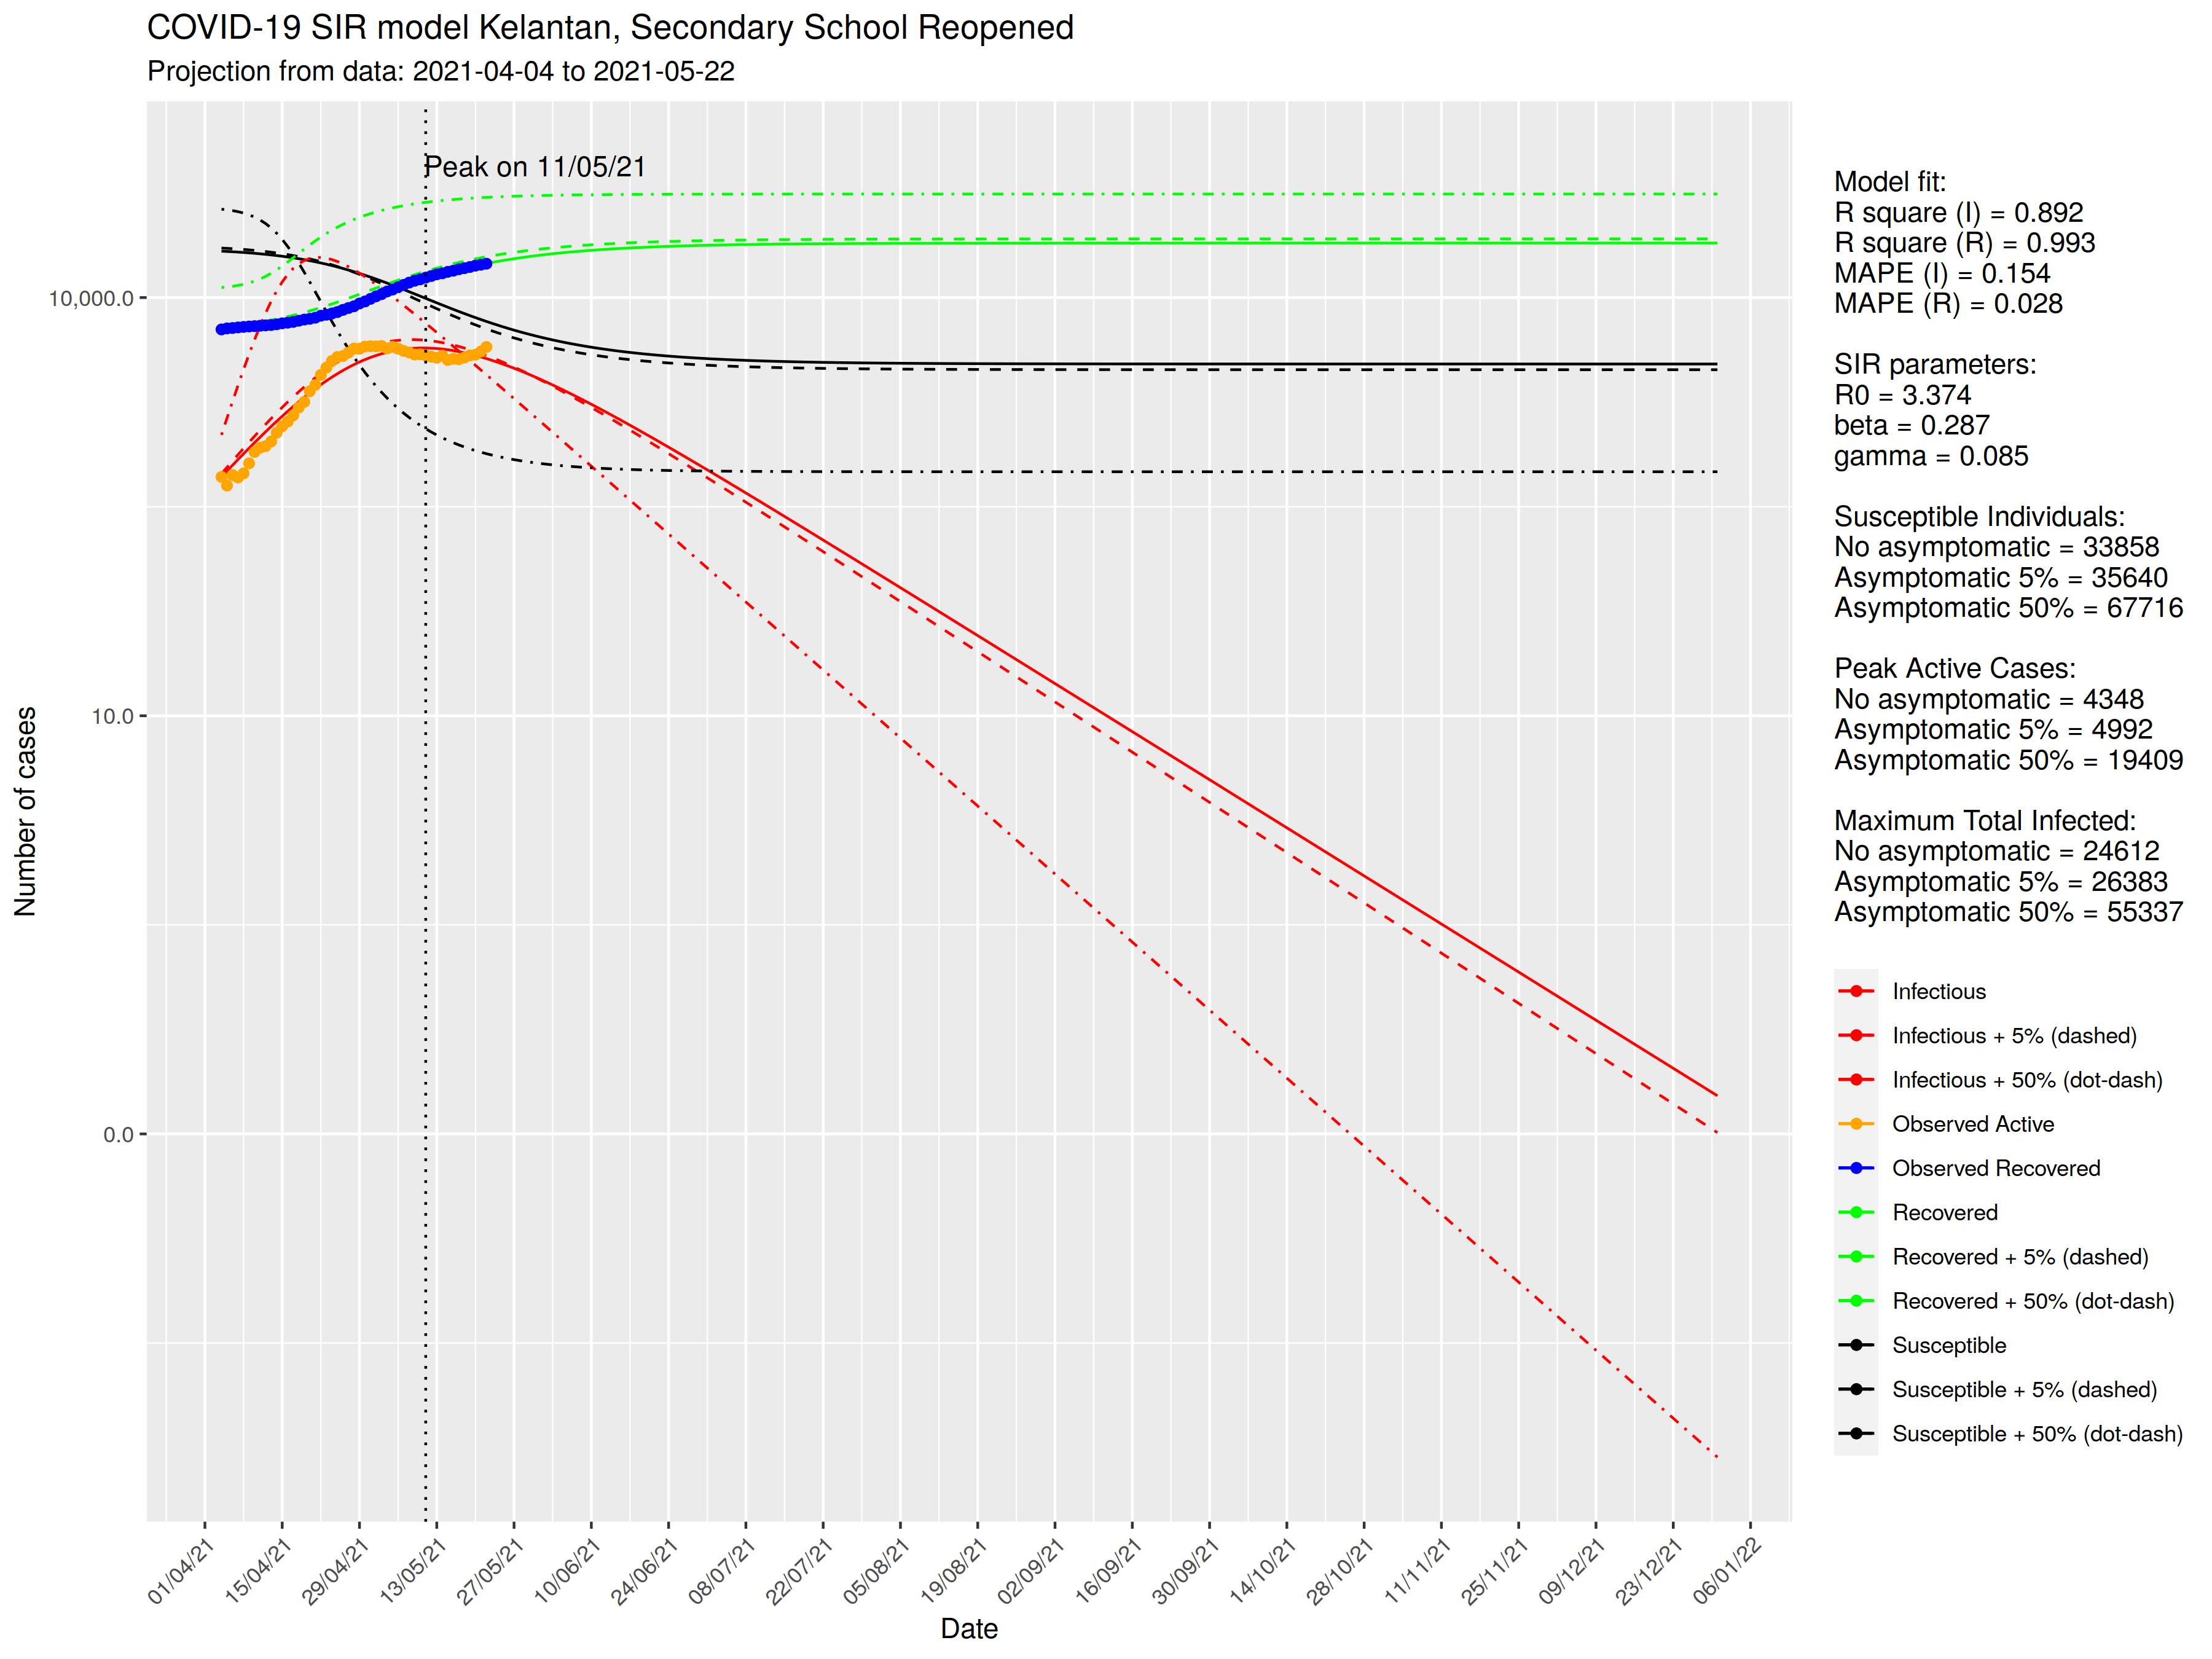 COVID-19 SIR model Kelantan, Secondary School Reopened
Projection from data: 2021-04-04 to 2021-05-22
Peak on 11/05/21
10,000.0
10.0
0.0
Number of cases
01/04/21
15/04/21
29/04/21
13/05/21
27/05/21
10/06/21
24/06/21
08/07/21
22/07/21
05/08/21
19/08/21
02/09/21
16/09/21
30/09/21
14/10/21
28/10/21
11/11/21
25/11/21
09/12/21
23/12/21
06/01/22
Date
Model fit:
R square (I) = 0.892
R square (R) = 0.993
MAPE (I) = 0.154
MAPE (R) = 0.028
SIR parameters:
R0 = 3.374
beta = 0.287
gamma = 0.085
Susceptible Individuals:
No asymptomatic = 33858
Asymptomatic 5% = 35640
Asymptomatic 50% = 67716
Peak Active Cases:
No asymptomatic = 4348
Asymptomatic 5% = 4992
Asymptomatic 50% = 19409
Maximum Total Infected:
No asymptomatic = 24612
Asymptomatic 5% = 26383
Asymptomatic 50% = 55337
Infectious
Infectious + 5% (dashed)
Infectious + 50% (dot-dash)
Observed Active
Observed Recovered
Recovered
Recovered + 5% (dashed)
Recovered + 50% (dot-dash)
Susceptible
Susceptible + 5% (dashed)
Susceptible + 50% (dot-dash)